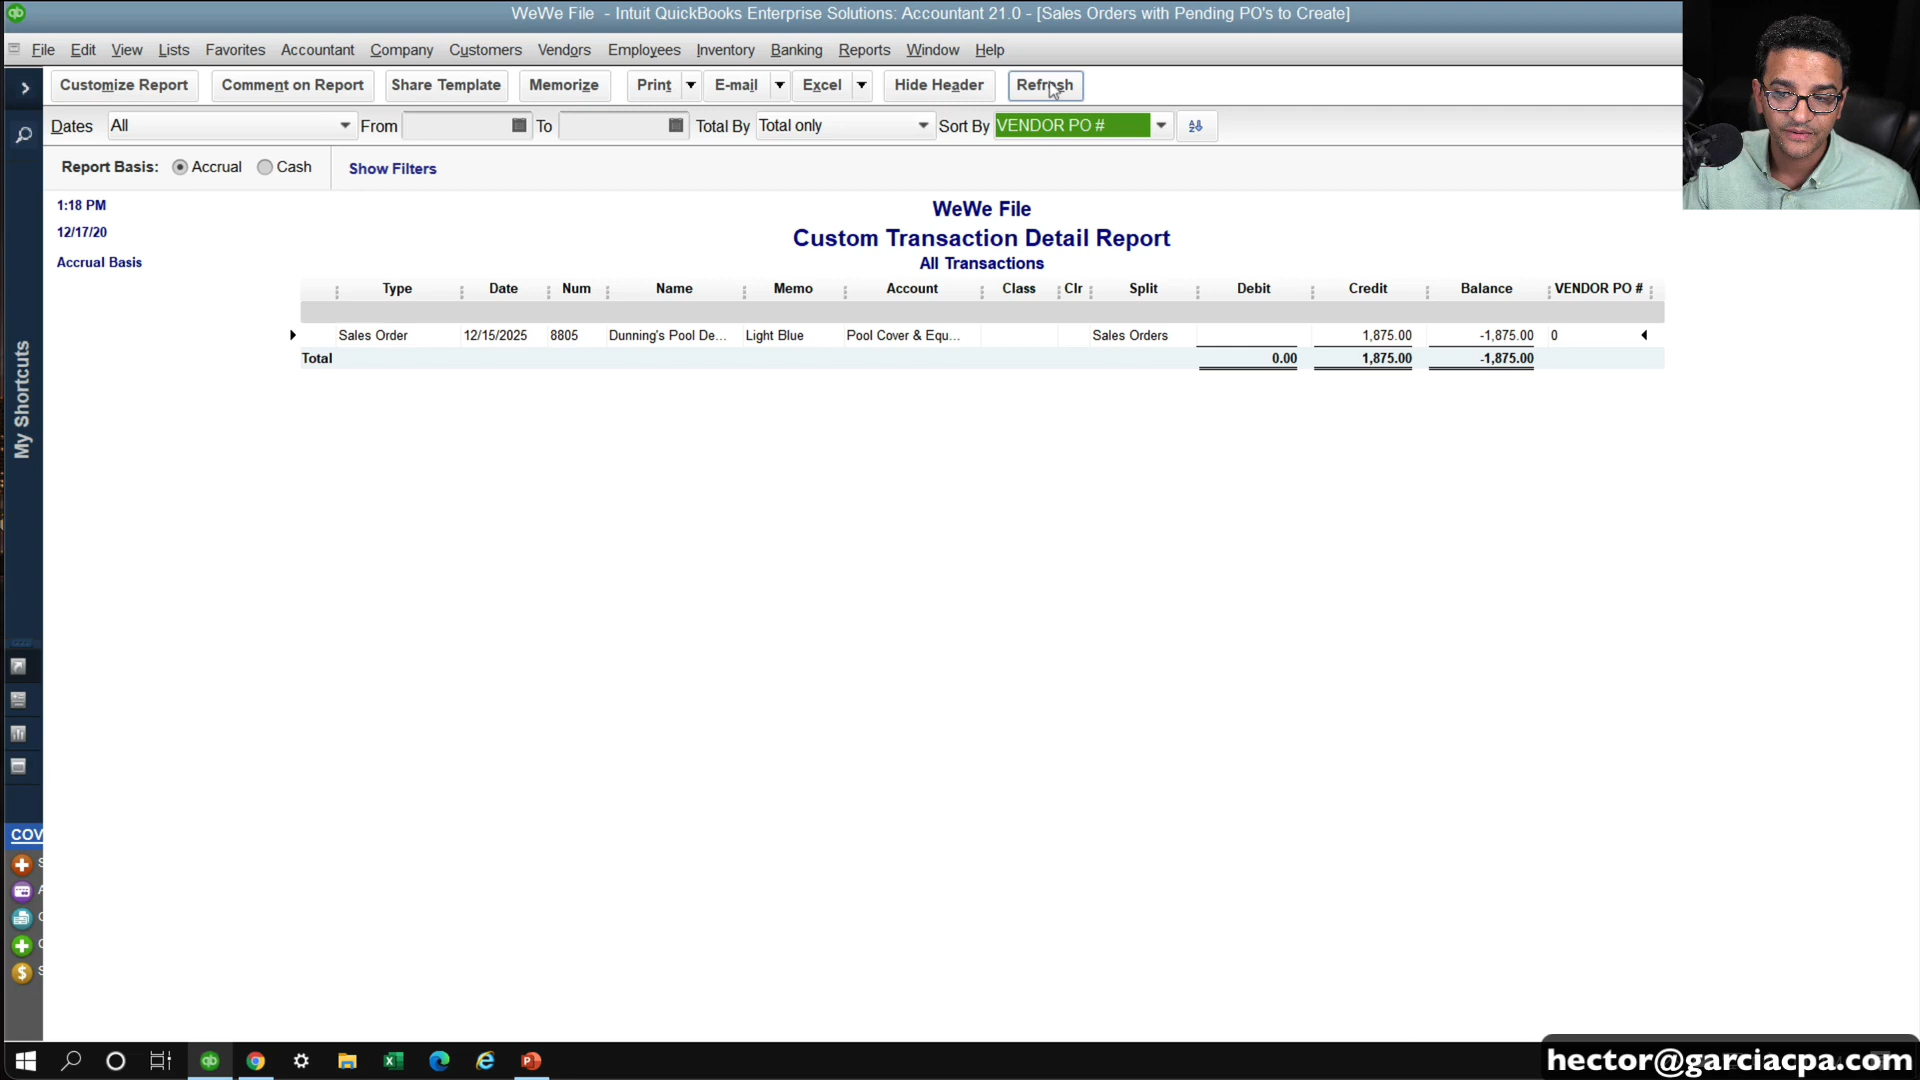 WeWe File - Intuit QuickBooks Enterprise Solutions: Accountant 21.0 - [Sales Orders with Pending PO's to Create]
File Edit View Lists Favorites Accountant Company Customers Vendors Employees Inventory Banking Reports Window Help
Customize Report Comment on Report Share Template Memorize Print E-mail Excel Hide Header Refresh
Dates All From To Total By Total only Sort By VENDOR PO #
Report Basis: Accrual Cash Show Filters
1:18 PM
12/17/20
Accrual Basis
WeWe File
Custom Transaction Detail Report
All Transactions
Type Date Num Name Memo Account Class Clr Split Debit Credit Balance VENDOR PO #
Sales Order 12/15/2025 8805 Dunning's Pool De... Light Blue Pool Cover & Equ... Sales Orders 1,875.00 -1,875.00 0
Total 0.00 1,875.00 -1,875.00
My Shortcuts
COV
S
A
C
C
S
hector@garciacpa.com